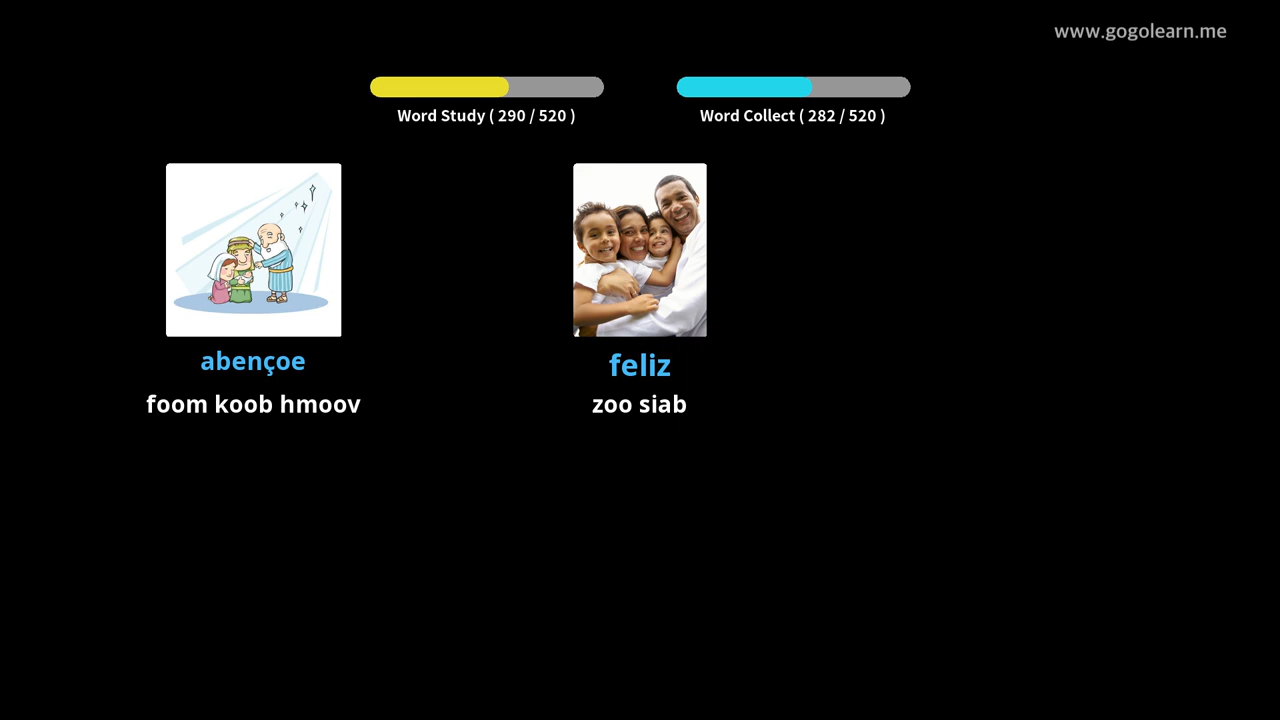 www.gogolearn.me
Word Study ( 290 / 520 )
Word Collect ( 282 / 520 )
abençoe
feliz
foom koob hmoov
zoo siab